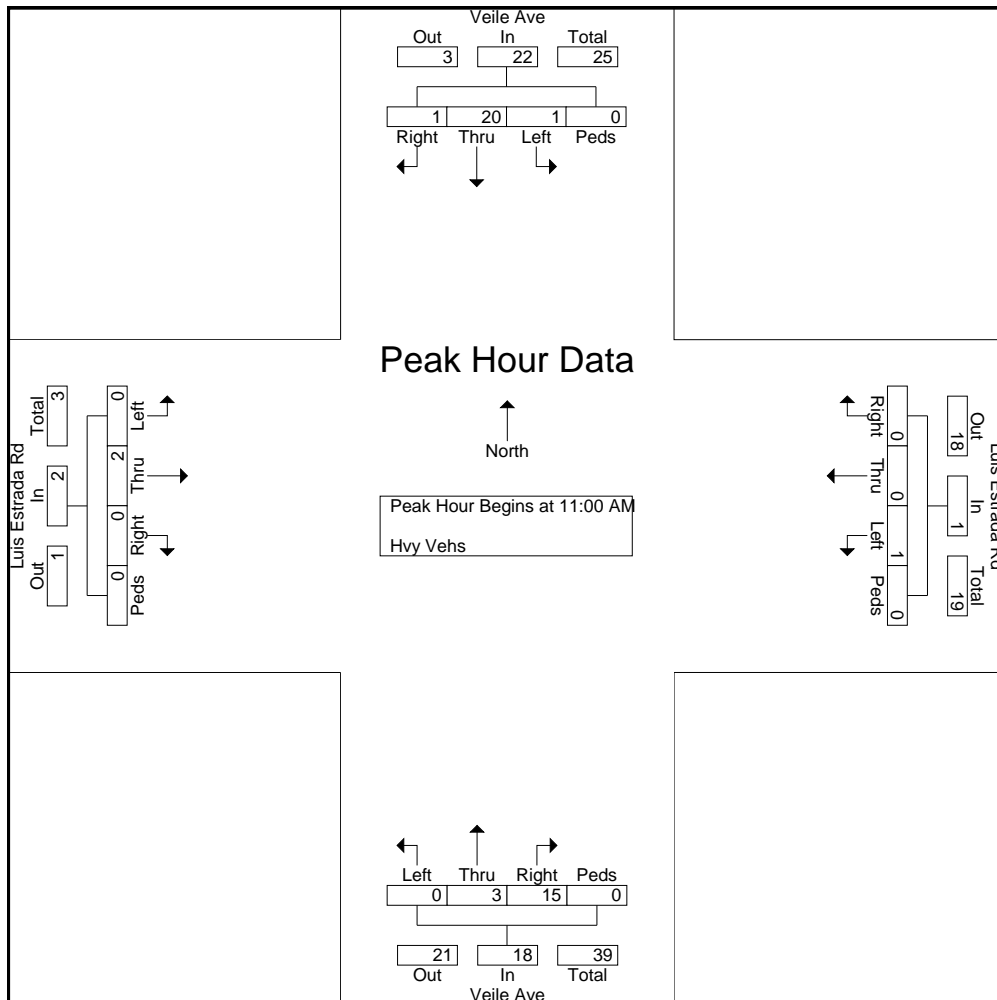 Veile Ave
Out In Total
3 22 25
1 20 1 0
Right Thru Left Peds
Peak Hour Data
North
Peak Hour Begins at 11:00 AM
Hvy Vehs
Luis Estrada Rd
Out In Total
1 2 3
0 2 0 0
Left Thru Right Peds
Luis Estrada Rd
Out In Total
18 1 19
0 0 1 0
Right Thru Left Peds
Left Thru Right Peds
0 3 15 0
21 18 39
Out In Total
Veile Ave